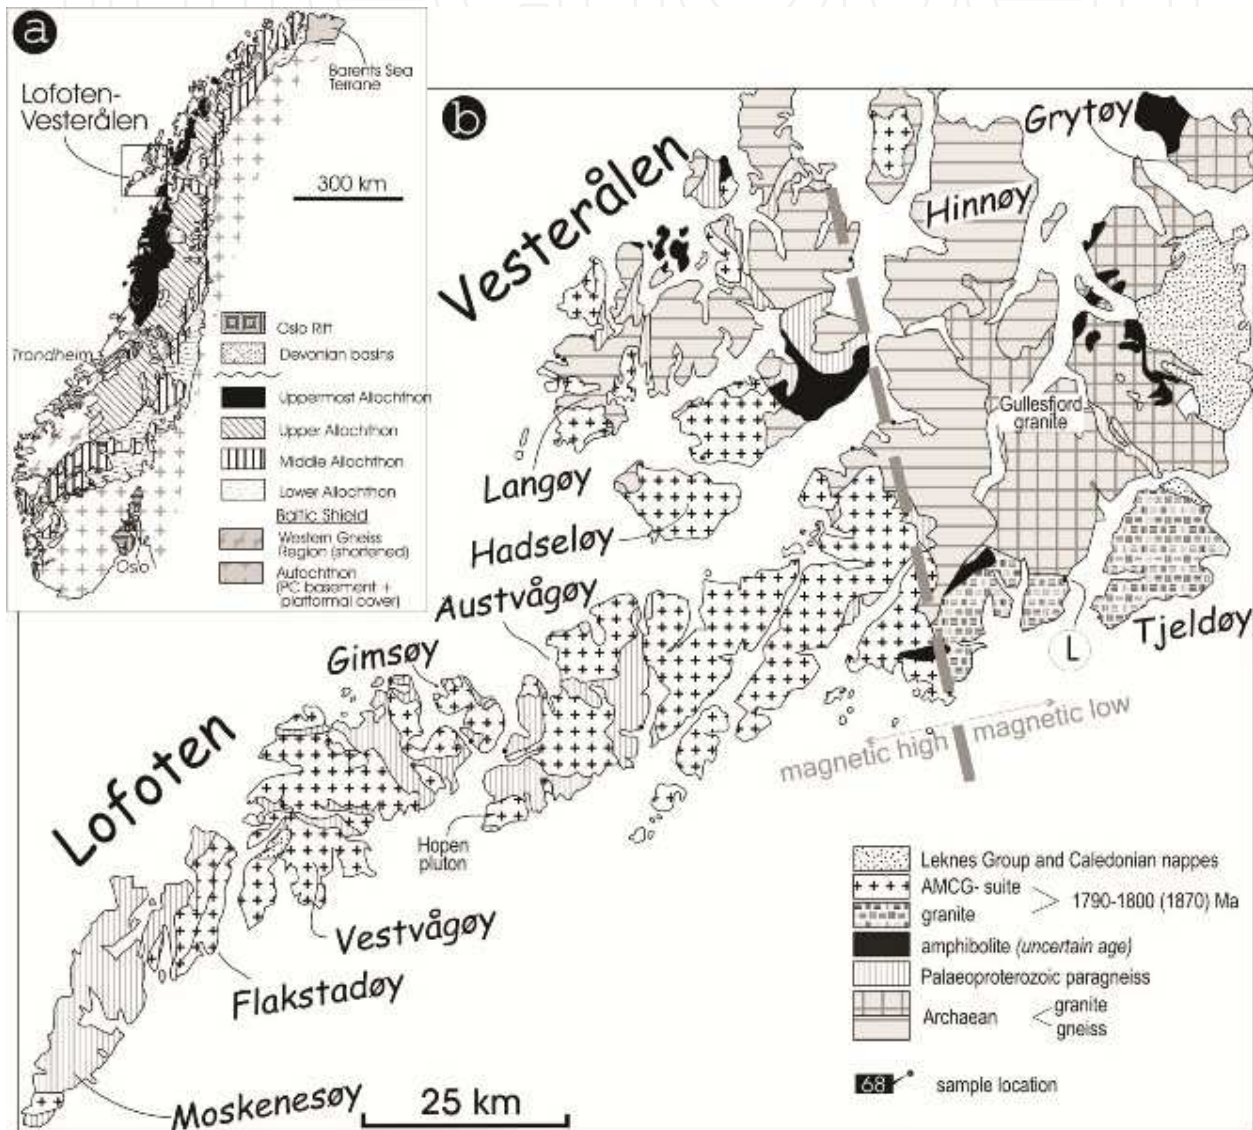 a
Barents Sea
Terrane
Lofoten-
Vesterålen
300 km
Trondheim
Oslo
Oslo Rift
Devonian basins
Uppermost Allochthon
Upper Allochthon
Middle Allochthon
Lower Allochthon
Baltic Shield
Western Gneiss
Region (shortened)
Autochthon
(PC basement +
platformal cover)
b
Grytøy
Vesterålen
Hinnøy
Gullesfjord
granite
Langøy
Hadseløy
Austvågøy
Tjeldøy
L
Gimsøy
magnetic high
magnetic low
Lofoten
Hopen
pluton
Vestvågøy
Flakstadøy
Moskenesøy
25 km
Leknes Group and Caledonian nappes
AMCG- suite
granite
1790-1800 (1870) Ma
amphibolite (uncertain age)
Palaeoproterozoic paragneiss
Archaean
granite
gneiss
68
sample location